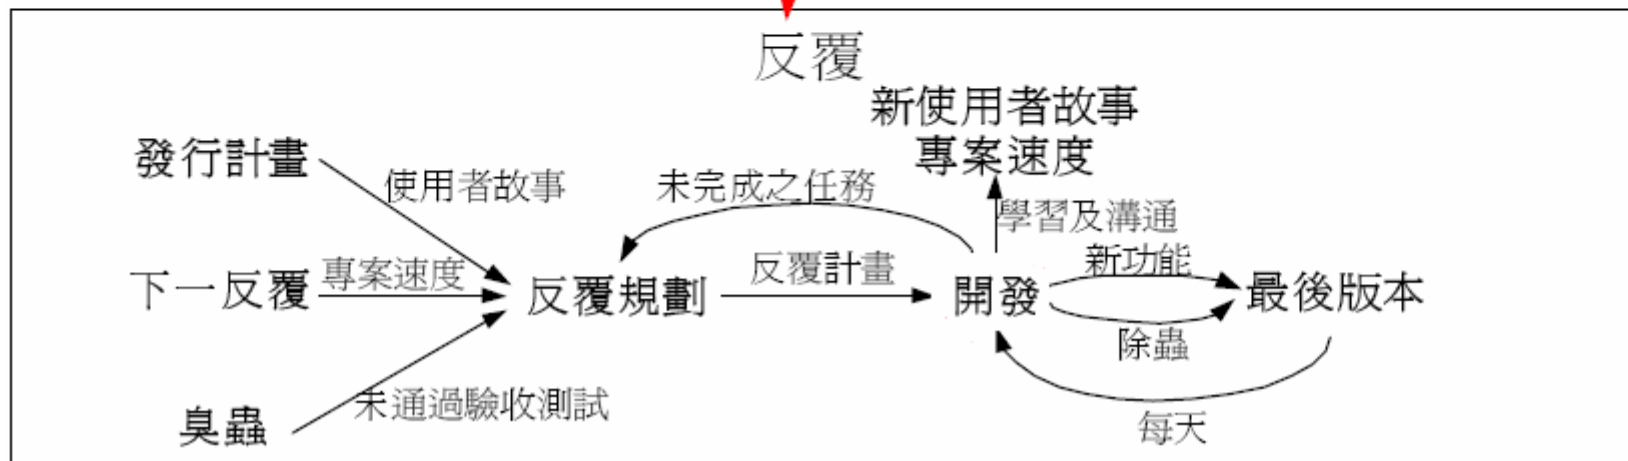 反覆
新使用者故事
專案速度
發行計畫
使用者故事
未完成之任務
學習及溝通
下一反覆
專案速度
反覆規劃
反覆計畫
開發
新功能
最後版本
除蟲
臭蟲
未通過驗收測試
每天